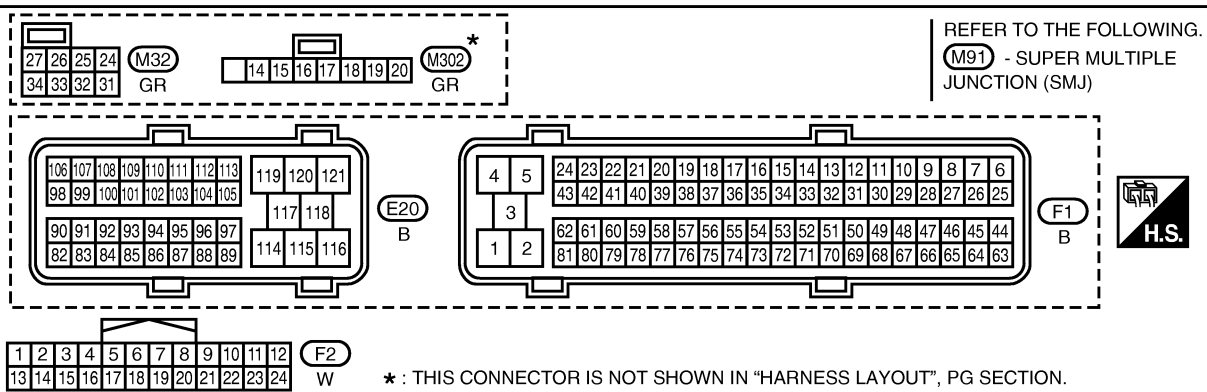 27 26 25 24 M32
34 33 32 31 GR
14 15 16 17 18 19 20 * M302
GR
REFER TO THE FOLLOWING.
M91 - SUPER MULTIPLE
JUNCTION (SMJ)
106 107 108 109 110 111 112 113
98 99 100 101 102 103 104 105
90 91 92 93 94 95 96 97
82 83 84 85 86 87 88 89
119 120 121
117 118
114 115 116
E20
B
4 5
3
1 2
24 23 22 21 20 19 18 17 16 15 14 13 12 11 10 9 8 7 6
43 42 41 40 39 38 37 36 35 34 33 32 31 30 29 28 27 26 25
62 61 60 59 58 57 56 55 54 53 52 51 50 49 48 47 46 45 44
81 80 79 78 77 76 75 74 73 72 71 70 69 68 67 66 65 64 63
F1
B
H.S.
1 2 3 4 5 6 7 8 9 10 11 12 F2
13 14 15 16 17 18 19 20 21 22 23 24 W
* : THIS CONNECTOR IS NOT SHOWN IN “HARNESS LAYOUT”, PG SECTION.